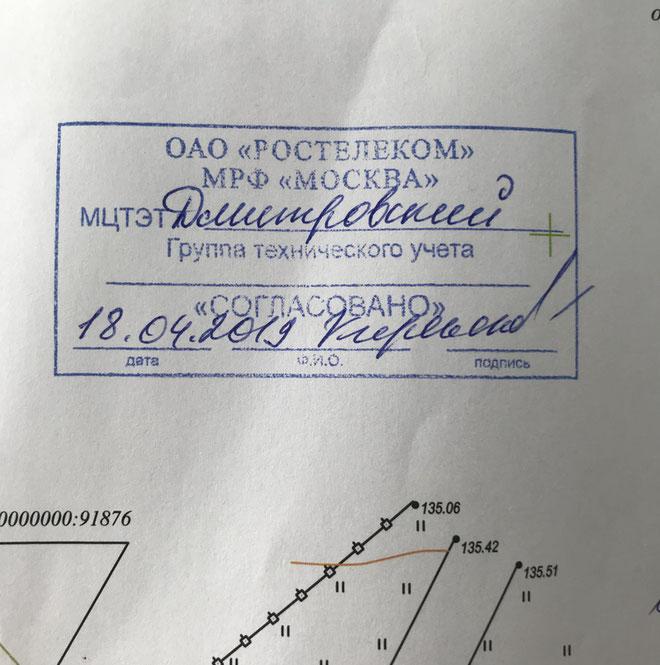 ОАО «РОСТЕЛЕКОМ»
МРФ «МОСКВА»
МЦТЭТ Дмитровский
Группа технического учета
«СОГЛАСОВАНО»
18.04.2019
дата Ф.И.О. подпись
0000000:91876
135.06
135.42
135.51